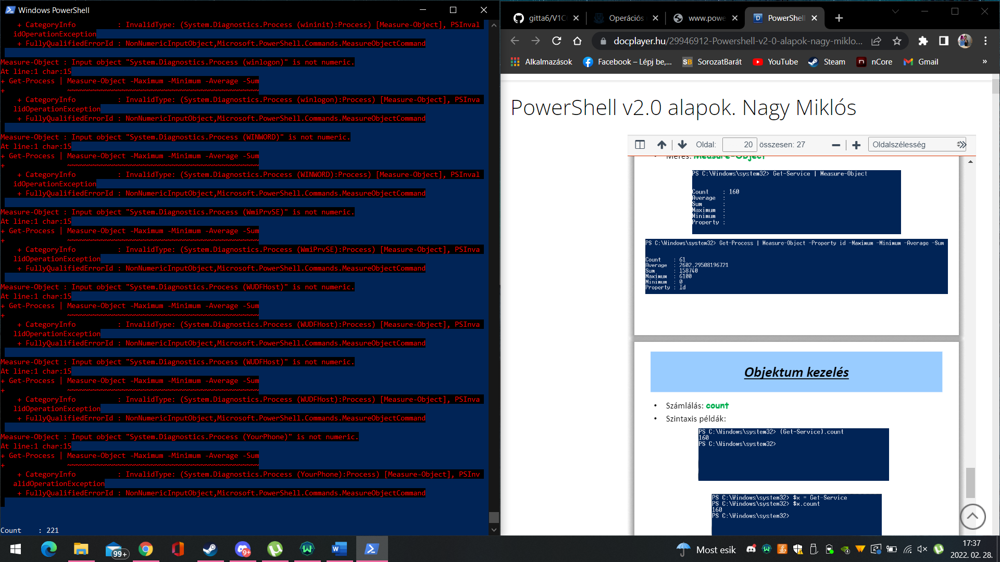 Windows PowerShell
+ CategoryInfo          : InvalidType: (System.Diagnostics.Process (wininit):Process) [Measure-Object], PSInval
idOperationException
+ FullyQualifiedErrorId : NonNumericInputObject,Microsoft.PowerShell.Commands.MeasureObjectCommand
Measure-Object : Input object "System.Diagnostics.Process (winlogon)" is not numeric.
At line:1 char:15
+ Get-Process | Measure-Object -Maximum -Minimum -Average -Sum
+               ~~~~~~~~~~~~~~~~~~~~~~~~~~~~~~~~~~~~~~~~~~~~~~
+ CategoryInfo          : InvalidType: (System.Diagnostics.Process (winlogon):Process) [Measure-Object], PSInva
lidOperationException
+ FullyQualifiedErrorId : NonNumericInputObject,Microsoft.PowerShell.Commands.MeasureObjectCommand
Measure-Object : Input object "System.Diagnostics.Process (WINWORD)" is not numeric.
At line:1 char:15
+ Get-Process | Measure-Object -Maximum -Minimum -Average -Sum
+               ~~~~~~~~~~~~~~~~~~~~~~~~~~~~~~~~~~~~~~~~~~~~~~
+ CategoryInfo          : InvalidType: (System.Diagnostics.Process (WINWORD):Process) [Measure-Object], PSInval
idOperationException
+ FullyQualifiedErrorId : NonNumericInputObject,Microsoft.PowerShell.Commands.MeasureObjectCommand
Measure-Object : Input object "System.Diagnostics.Process (WmiPrvSE)" is not numeric.
At line:1 char:15
+ Get-Process | Measure-Object -Maximum -Minimum -Average -Sum
+               ~~~~~~~~~~~~~~~~~~~~~~~~~~~~~~~~~~~~~~~~~~~~~~
+ CategoryInfo          : InvalidType: (System.Diagnostics.Process (WmiPrvSE):Process) [Measure-Object], PSInva
lidOperationException
+ FullyQualifiedErrorId : NonNumericInputObject,Microsoft.PowerShell.Commands.MeasureObjectCommand
Measure-Object : Input object "System.Diagnostics.Process (WUDFHost)" is not numeric.
At line:1 char:15
+ Get-Process | Measure-Object -Maximum -Minimum -Average -Sum
+               ~~~~~~~~~~~~~~~~~~~~~~~~~~~~~~~~~~~~~~~~~~~~~~
+ CategoryInfo          : InvalidType: (System.Diagnostics.Process (WUDFHost):Process) [Measure-Object], PSInva
lidOperationException
+ FullyQualifiedErrorId : NonNumericInputObject,Microsoft.PowerShell.Commands.MeasureObjectCommand
Measure-Object : Input object "System.Diagnostics.Process (WUDFHost)" is not numeric.
At line:1 char:15
+ Get-Process | Measure-Object -Maximum -Minimum -Average -Sum
+               ~~~~~~~~~~~~~~~~~~~~~~~~~~~~~~~~~~~~~~~~~~~~~~
+ CategoryInfo          : InvalidType: (System.Diagnostics.Process (WUDFHost):Process) [Measure-Object], PSInva
lidOperationException
+ FullyQualifiedErrorId : NonNumericInputObject,Microsoft.PowerShell.Commands.MeasureObjectCommand
Measure-Object : Input object "System.Diagnostics.Process (YourPhone)" is not numeric.
At line:1 char:15
+ Get-Process | Measure-Object -Maximum -Minimum -Average -Sum
+               ~~~~~~~~~~~~~~~~~~~~~~~~~~~~~~~~~~~~~~~~~~~~~~
+ CategoryInfo          : InvalidType: (System.Diagnostics.Process (YourPhone):Process) [Measure-Object], PSInv
alidOperationException
+ FullyQualifiedErrorId : NonNumericInputObject,Microsoft.PowerShell.Commands.MeasureObjectCommand
Count    : 221
gitta6/V1C Operációs www.powe PowerShell
docplayer.hu/29946912-Powershell-v2-0-alapok-nagy-miklo...
Alkalmazások Facebook – Lépj be,... SB SorozatBarát YouTube Steam n nCore Gmail »
PowerShell v2.0 alapok. Nagy Miklós
Oldal: 20 összesen: 27 Oldalszélesség
• Mérés: Measure-Object
PS C:\Windows\system32> Get-Service | Measure-Object
Count    : 160
Average  :
Sum      :
Maximum  :
Minimum  :
Property :
PS C:\Windows\system32> Get-Process | Measure-Object -Property id -Maximum -Minimum -Average -Sum
Count    : 61
Average  : 2602,29508196721
Sum      : 158740
Maximum  : 6100
Minimum  : 0
Property : Id
Objektum kezelés
• Számlálás: count
• Szintaxis példák:
PS C:\Windows\system32> (Get-Service).count
160
PS C:\Windows\system32>
PS C:\Windows\system32> $x = Get-Service
PS C:\Windows\system32> $x.count
160
PS C:\Windows\system32>
99+ 9+ Most esik 17:37
2022. 02. 28.